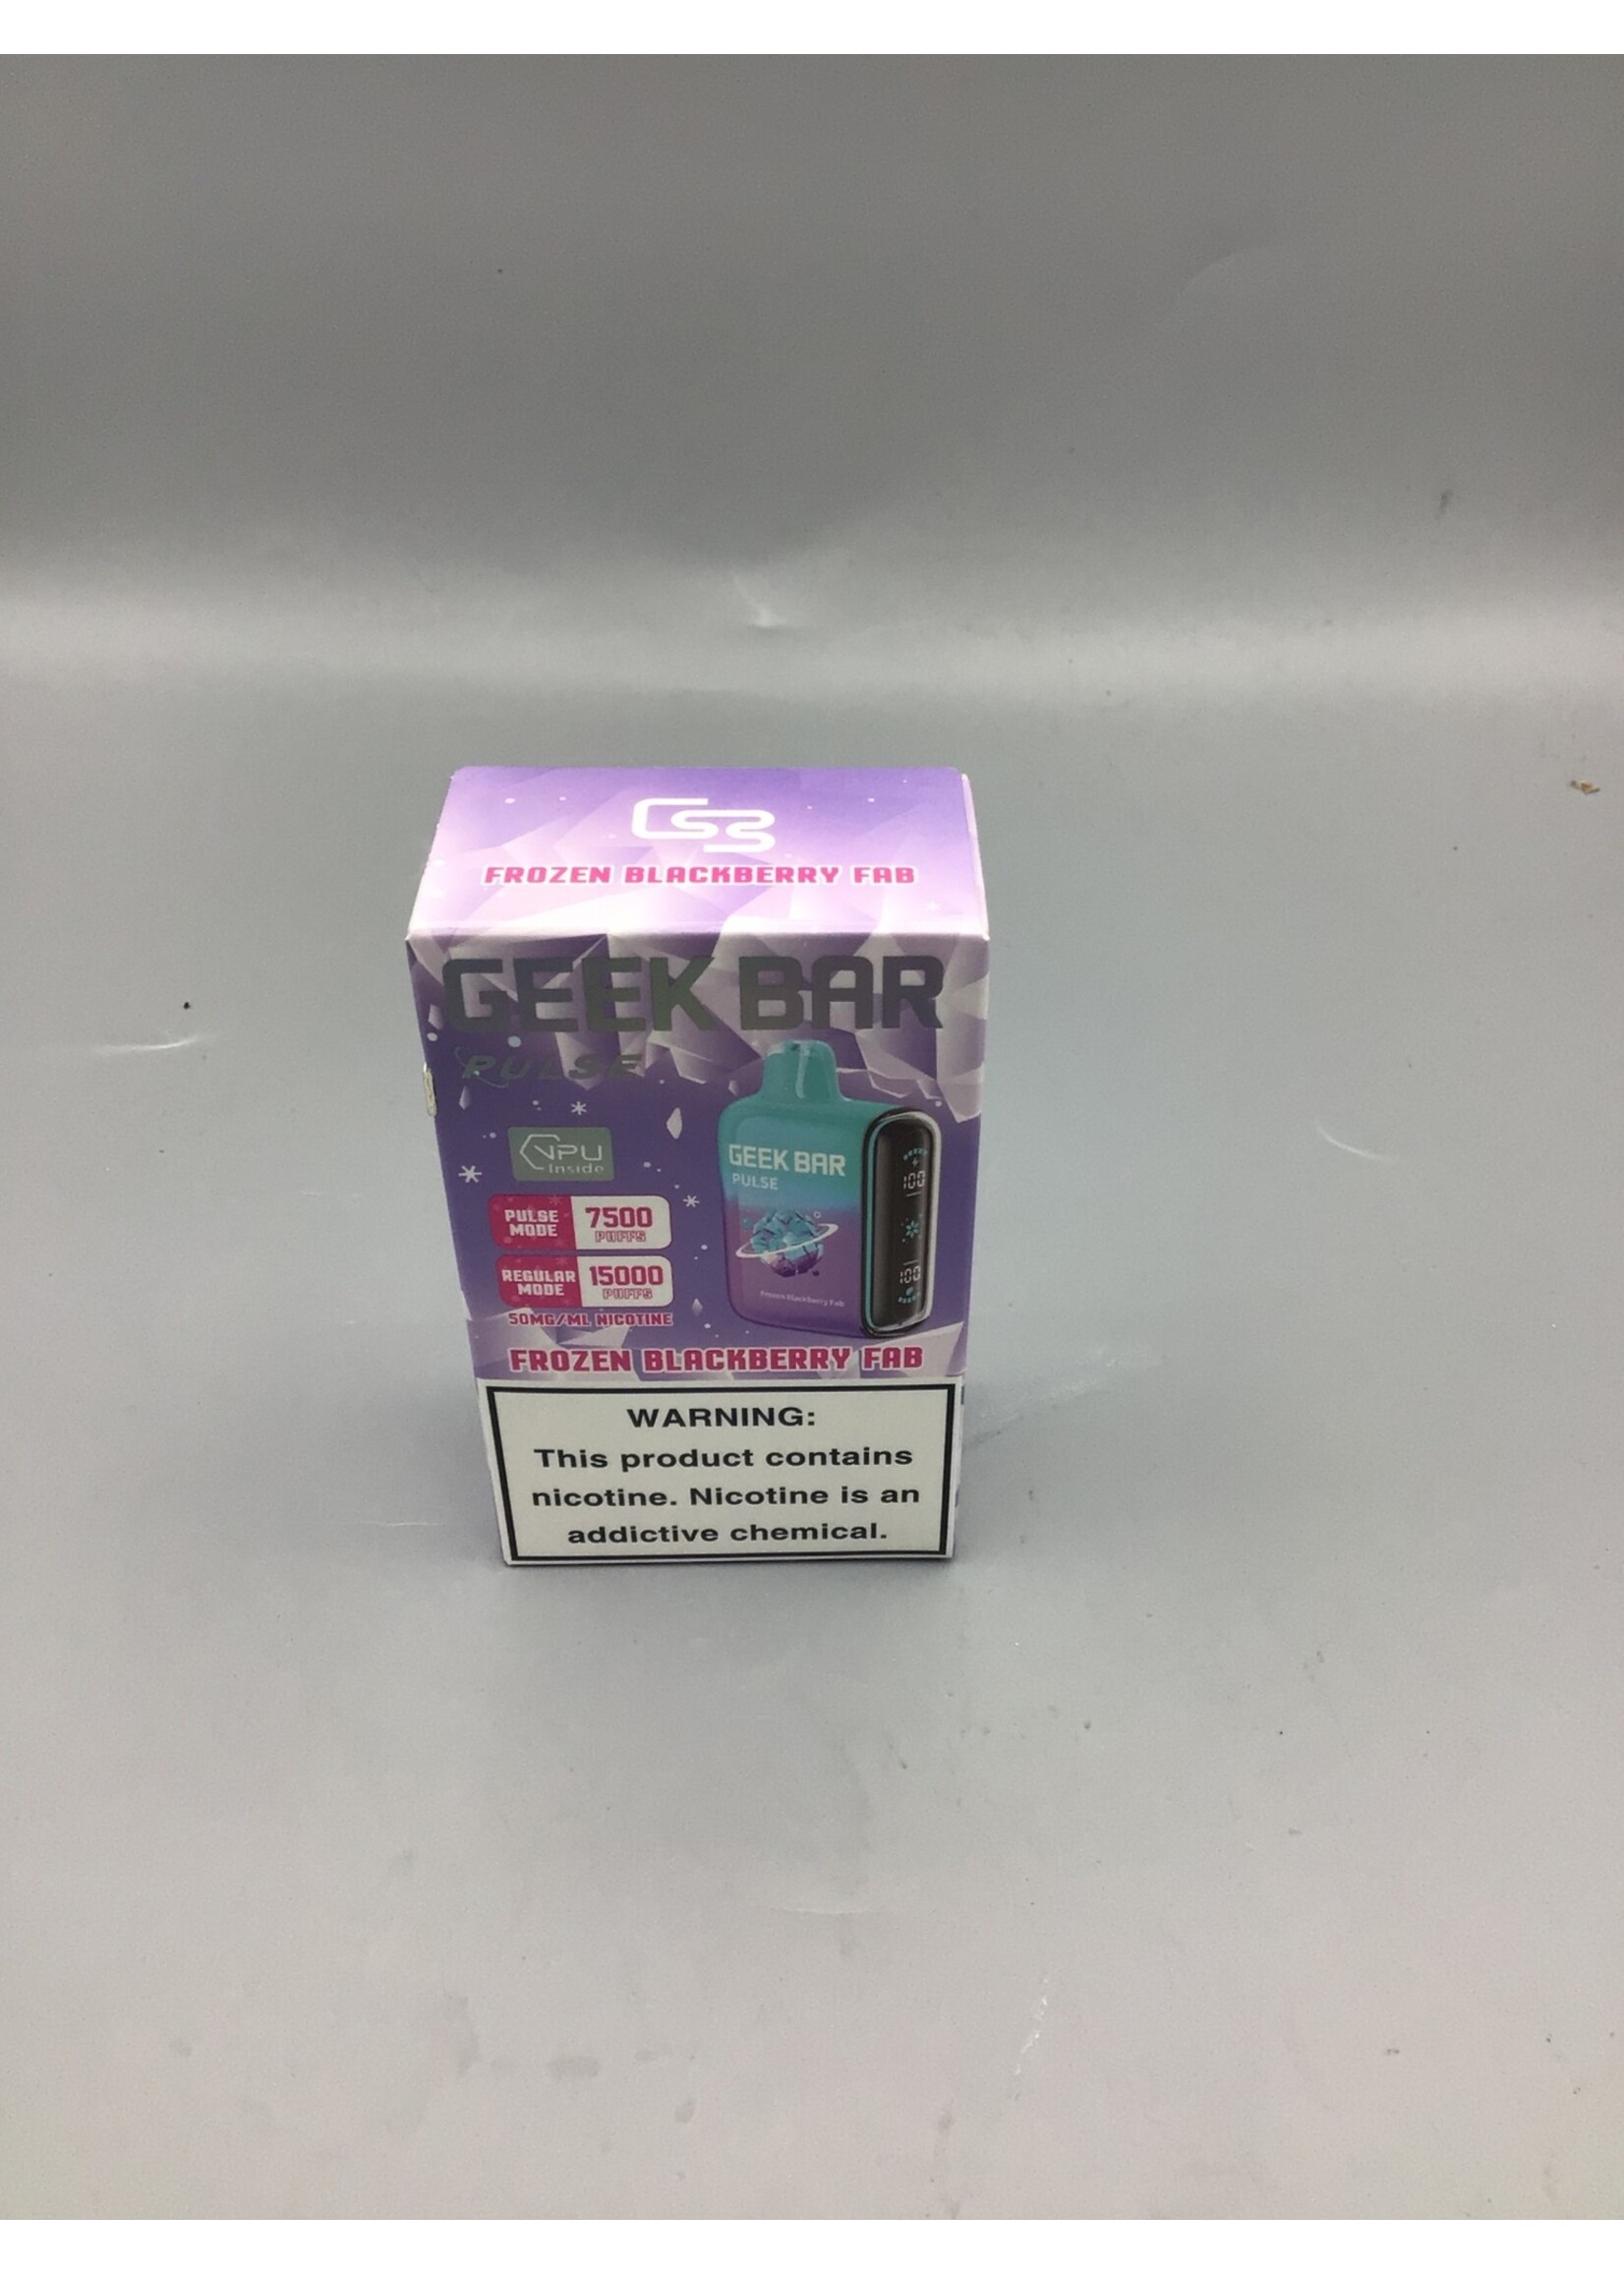 FROZEN BLACKBERRY FAB
GEEK BAR
PULSE
VPU
Inside
GEEK BAR
PULSE
100
PULSE MODE
7500 PUFFS
REGULAR MODE
15000 PUFFS
100
Frozen Blackberry Fab
50MG/ML NICOTINE
FROZEN BLACKBERRY FAB
WARNING:
This product contains
nicotine. Nicotine is an
addictive chemical.